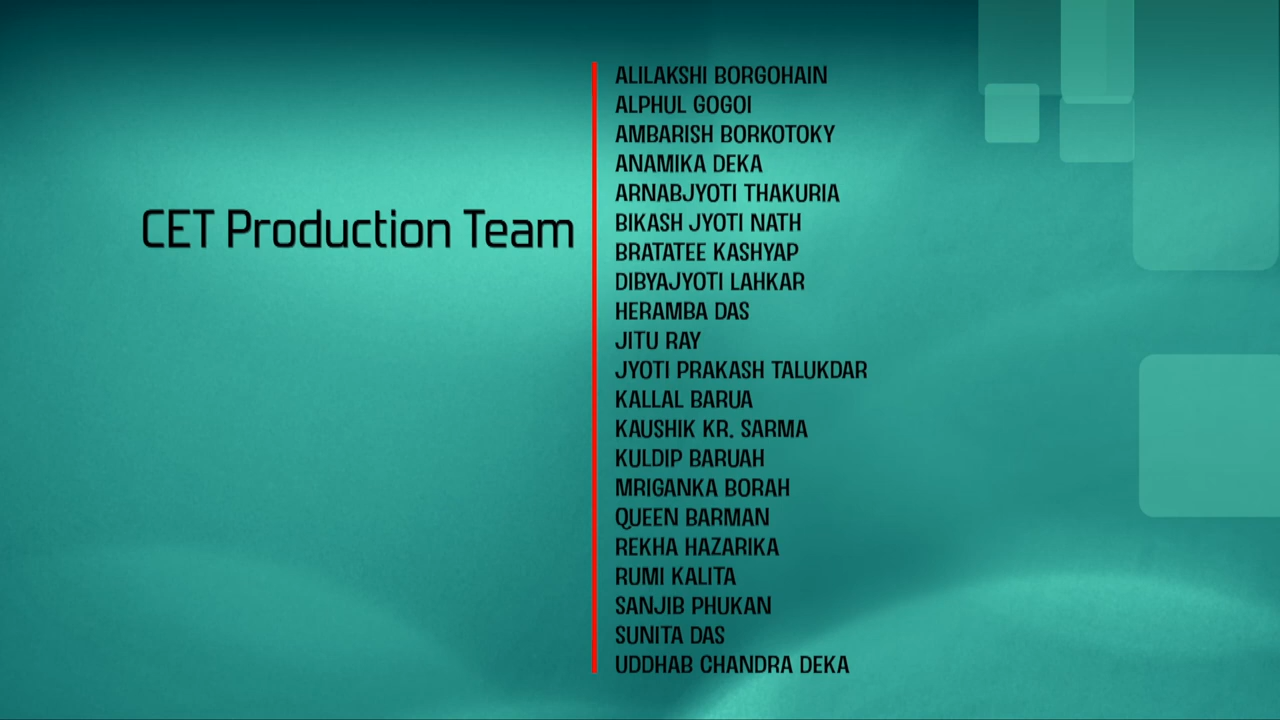 CET Production Team
ALILAKSHI BORGOHAIN
ALPHUL GOGOI
AMBARISH BORKOTOKY
ANAMIKA DEKA
ARNABJYOTI THAKURIA
BIKASH JYOTI NATH
BRATATEE KASHYAP
DIBYAJYOTI LAHKAR
HERAMBA DAS
JITU RAY
JYOTI PRAKASH TALUKDAR
KALLAL BARUA
KAUSHIK KR. SARMA
KULDIP BARUAH
MRIGANKA BORAH
QUEEN BARMAN
REKHA HAZARIKA
RUMI KALITA
SANJIB PHUKAN
SUNITA DAS
UDDHAB CHANDRA DEKA